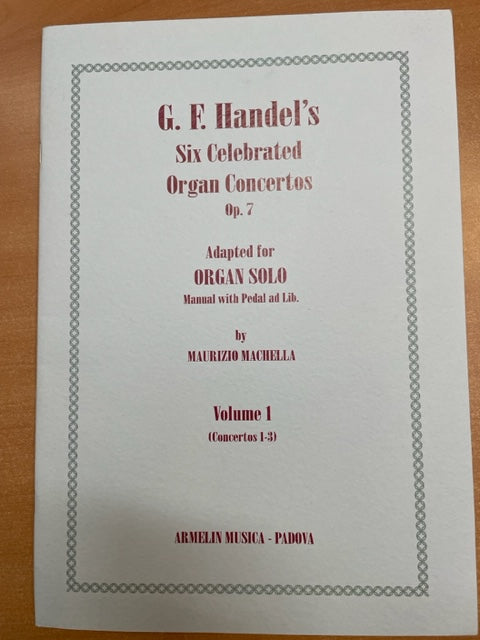 G. F. Handel's
Six Celebrated
Organ Concertos
Op. 7
Adapted for
ORGAN SOLO
Manual with Pedal ad Lib.
by
MAURIZIO MACHELLA
Volume 1
(Concertos 1-3)
ARMELIN MUSICA - PADOVA